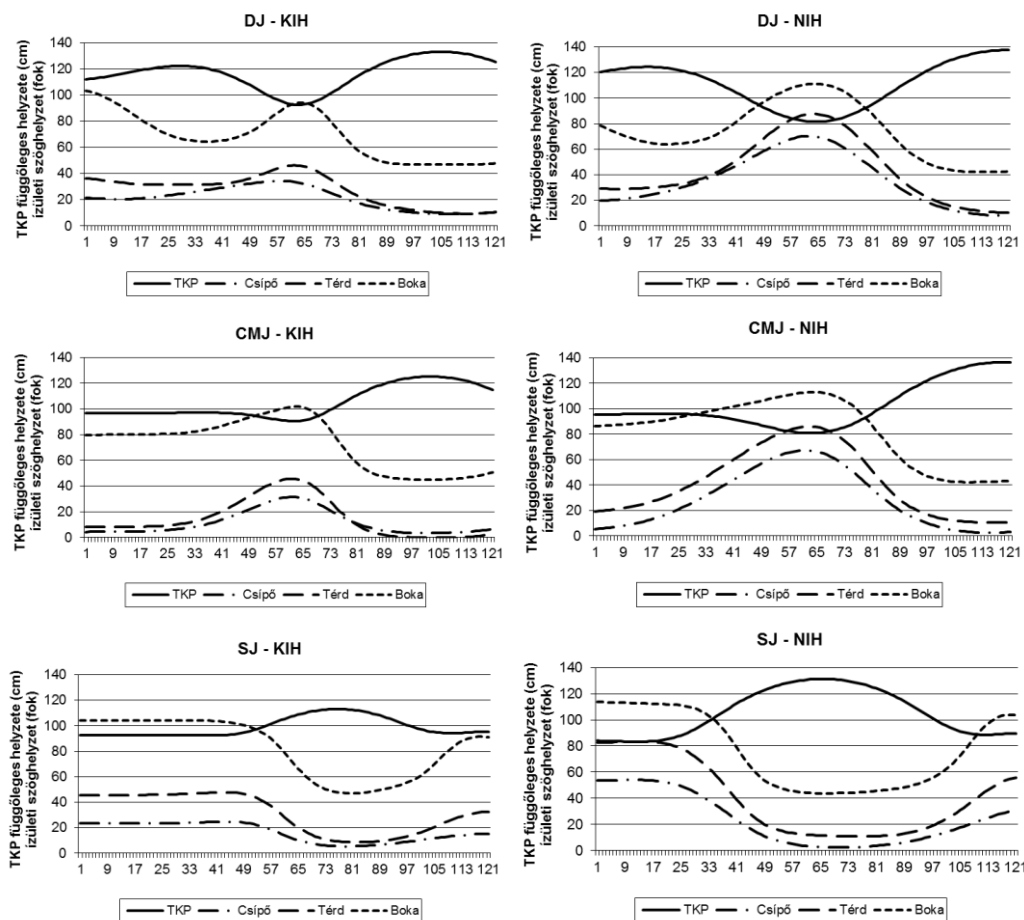 DJ - KIH
TKP függőleges helyzete (cm)
izületi szöghelyzet (fok)
140
120
100
80
60
40
20
0
1 9 17 25 33 41 49 57 65 73 81 89 97 105 113 121
TKP Csípő Térd Boka
DJ - NIH
TKP függőleges helyzete (cm)
izületi szöghelyzet (fok)
140
120
100
80
60
40
20
0
1 9 17 25 33 41 49 57 65 73 81 89 97 105 113 121
TKP Csípő Térd Boka
CMJ - KIH
TKP függőleges helyzete (cm)
izületi szöghelyzet (fok)
140
120
100
80
60
40
20
0
1 9 17 25 33 41 49 57 65 73 81 89 97 105 113 121
TKP Csípő Térd Boka
CMJ - NIH
TKP függőleges helyzete (cm)
izületi szöghelyzet (fok)
140
120
100
80
60
40
20
0
1 9 17 25 33 41 49 57 65 73 81 89 97 105 113 121
TKP Csípő Térd Boka
SJ - KIH
TKP függőleges helyzete (cm)
izületi szöghelyzet (fok)
140
120
100
80
60
40
20
0
1 9 17 25 33 41 49 57 65 73 81 89 97 105 113 121
TKP Csípő Térd Boka
SJ - NIH
TKP függőleges helyzete (cm)
izületi szöghelyzet (fok)
140
120
100
80
60
40
20
0
1 9 17 25 33 41 49 57 65 73 81 89 97 105 113 121
TKP Csípő Térd Boka